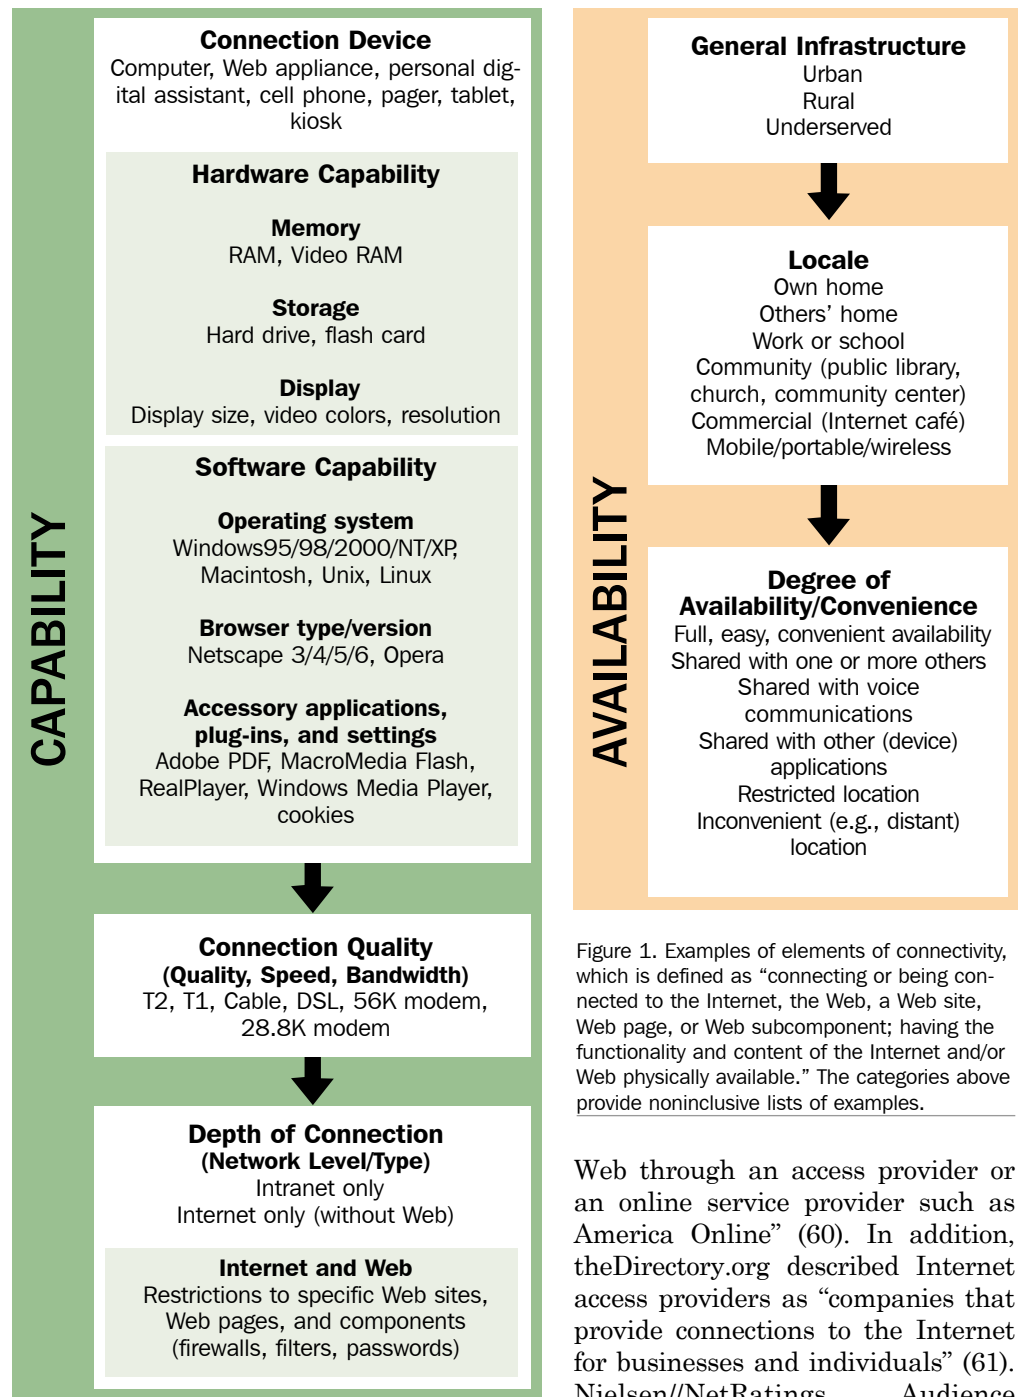 CAPABILITY
Connection Device
Computer, Web appliance, personal dig-
ital assistant, cell phone, pager, tablet,
kiosk
Hardware Capability
Memory
RAM, Video RAM
Storage
Hard drive, flash card
Display
Display size, video colors, resolution
Software Capability
Operating system
Windows95/98/2000/NT/XP,
Macintosh, Unix, Linux
Browser type/version
Netscape 3/4/5/6, Opera
Accessory applications,
plug-ins, and settings
Adobe PDF, MacroMedia Flash,
RealPlayer, Windows Media Player,
cookies
Connection Quality
(Quality, Speed, Bandwidth)
T2, T1, Cable, DSL, 56K modem,
28.8K modem
Depth of Connection
(Network Level/Type)
Intranet only
Internet only (without Web)
Internet and Web
Restrictions to specific Web sites,
Web pages, and components
(firewalls, filters, passwords)
AVAILABILITY
General Infrastructure
Urban
Rural
Underserved
Locale
Own home
Others’ home
Work or school
Community (public library,
church, community center)
Commercial (Internet café)
Mobile/portable/wireless
Degree of
Availability/Convenience
Full, easy, convenient availability
Shared with one or more others
Shared with voice
communications
Shared with other (device)
applications
Restricted location
Inconvenient (e.g., distant)
location
Figure 1. Examples of elements of connectivity,
which is defined as “connecting or being con-
nected to the Internet, the Web, a Web site,
Web page, or Web subcomponent; having the
functionality and content of the Internet and/or
Web physically available.” The categories above
provide noninclusive lists of examples.
Web through an access provider or
an online service provider such as
America Online” (60). In addition,
theDirectory.org described Internet
access providers as “companies that
provide connections to the Internet
for businesses and individuals” (61).
Nielsen//NetRatings Audience